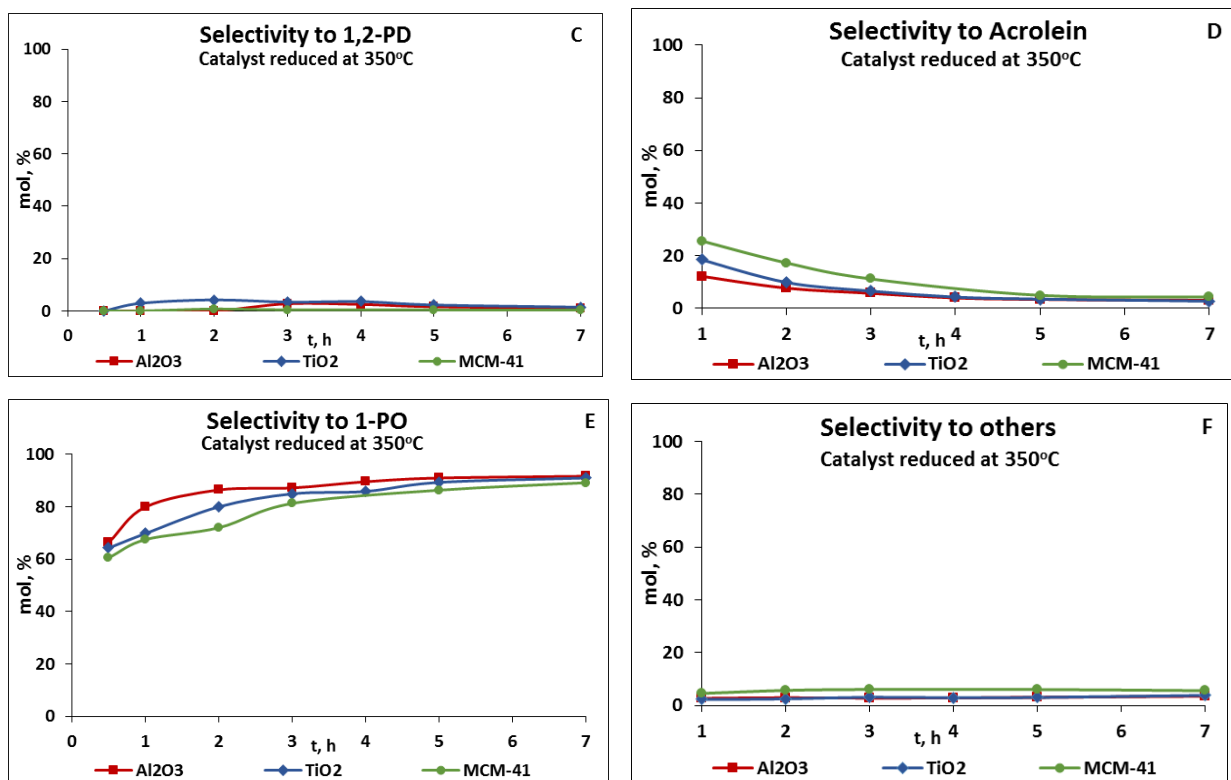 Selectivity to 1,2-PD
C
Catalyst reduced at 350°C
100
80
60
40
20
0
mol, %
0 1 2 3 4 5 6 7
t, h
Al2O3 TiO2 MCM-41
Selectivity to Acrolein
D
Catalyst reduced at 350°C
100
80
60
40
20
0
mol, %
1 2 3 4 5 6 7
t, h
Al2O3 TiO2 MCM-41
Selectivity to 1-PO
E
Catalyst reduced at 350°C
100
80
60
40
20
0
mol, %
0 1 2 3 4 5 6 7
t, h
Al2O3 TiO2 MCM-41
Selectivity to others
F
Catalyst reduced at 350°C
100
80
60
40
20
0
mol, %
1 2 3 4 5 6 7
t, h
Al2O3 TiO2 MCM-41